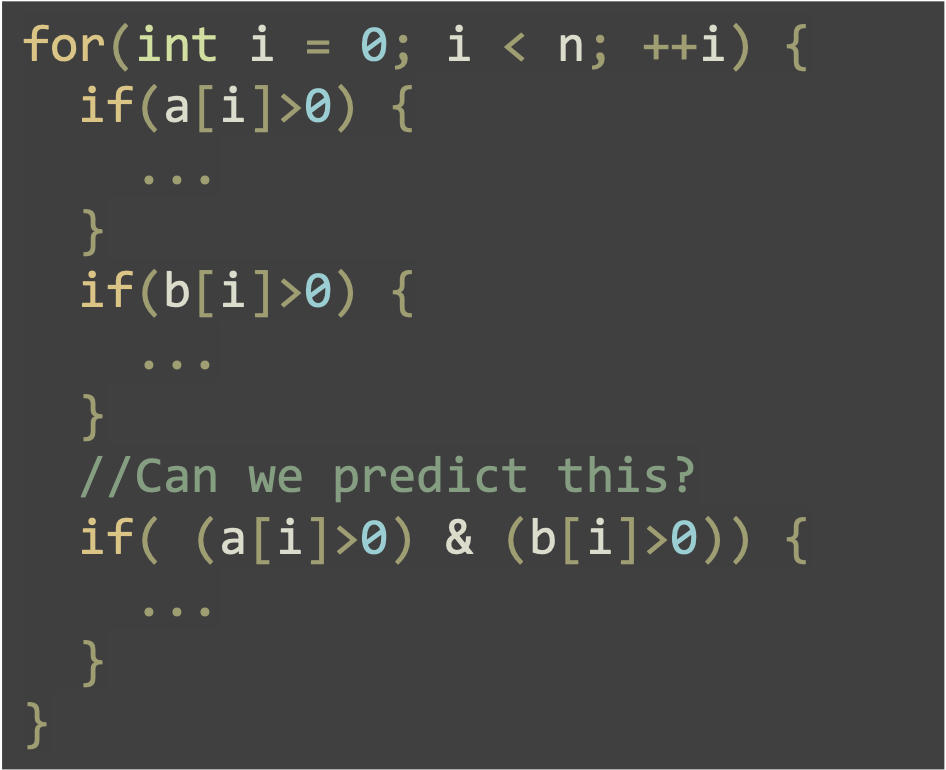 for(int i = 0; i < n; ++i) {
  if(a[i]>0) {
    ...
  }
  if(b[i]>0) {
    ...
  }
  //Can we predict this?
  if( (a[i]>0) & (b[i]>0)) {
    ...
  }
}